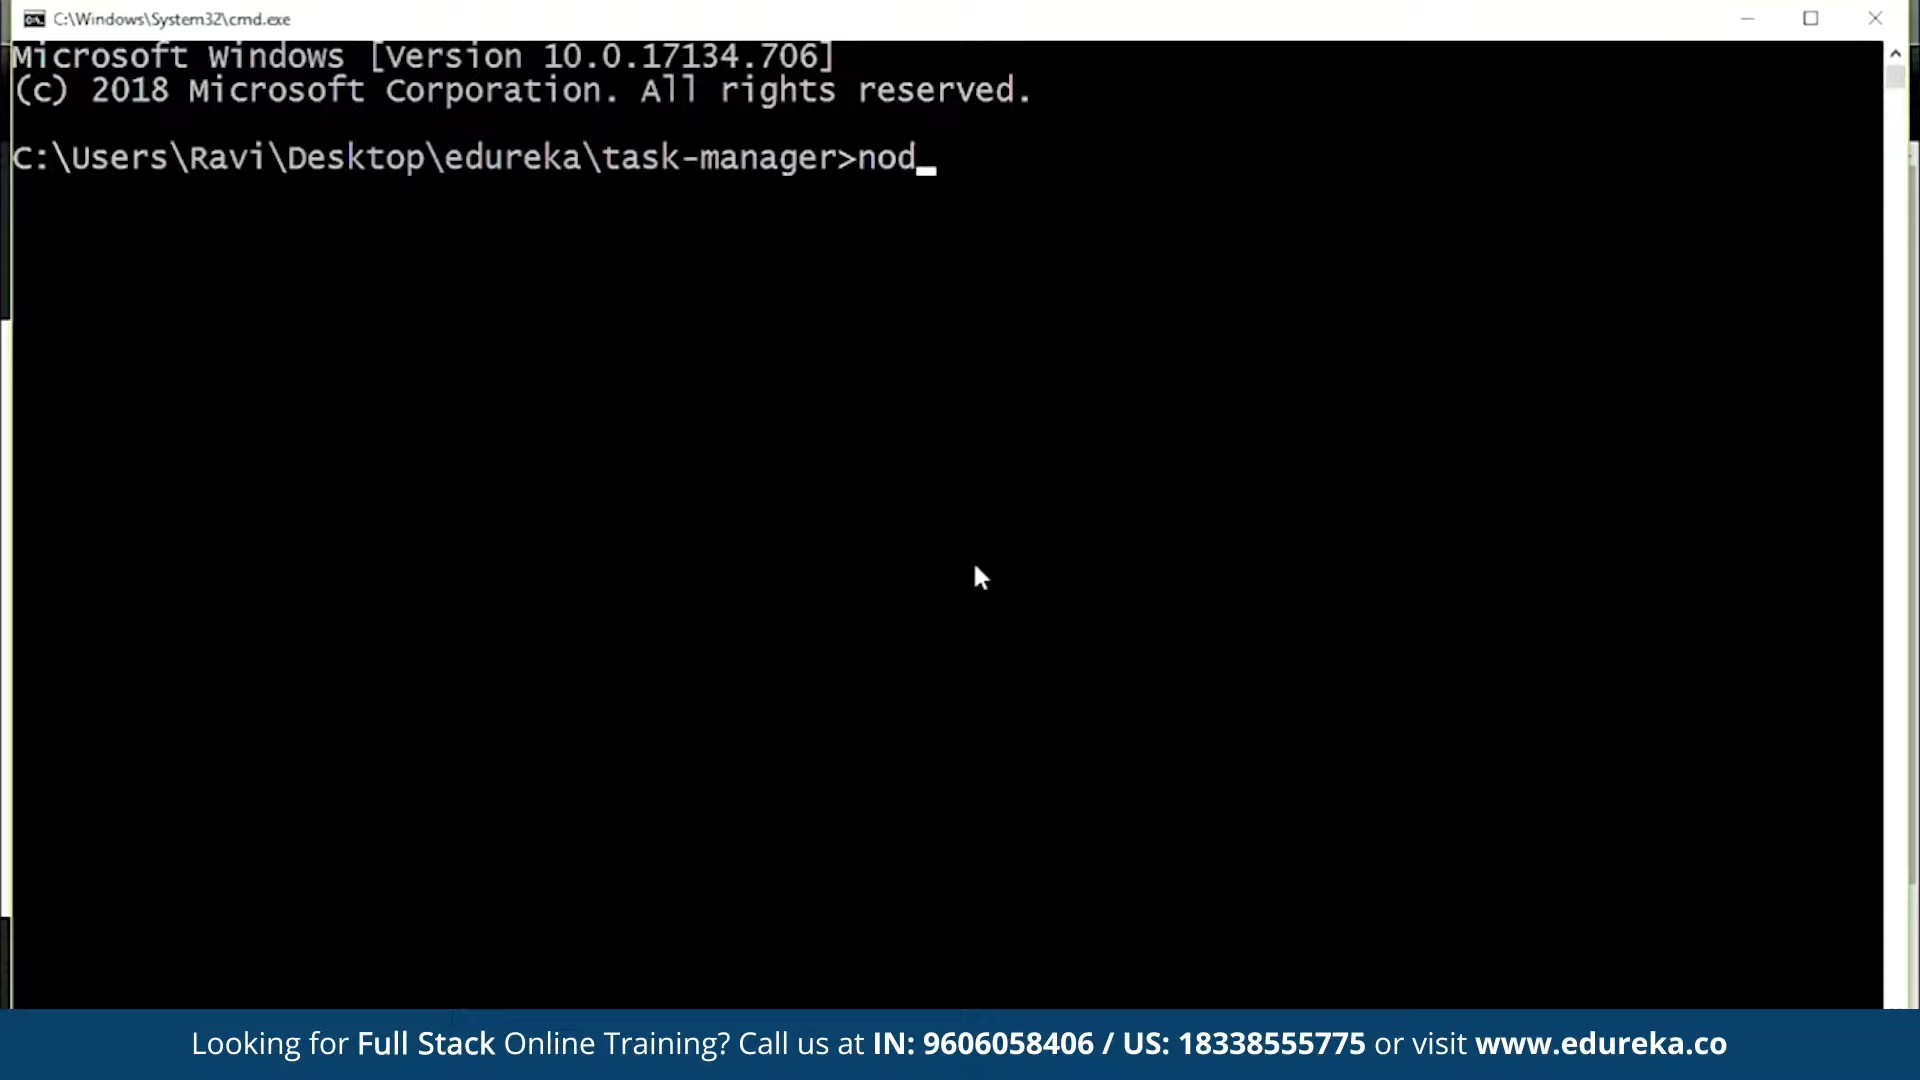 C:\Windows\System32\cmd.exe
Microsoft Windows [Version 10.0.17134.706]
(c) 2018 Microsoft Corporation. All rights reserved.
C:\Users\Ravi\Desktop\edureka\task-manager>nod_
Looking for Full Stack Online Training? Call us at IN: 9606058406 / US: 18338555775 or visit www.edureka.co